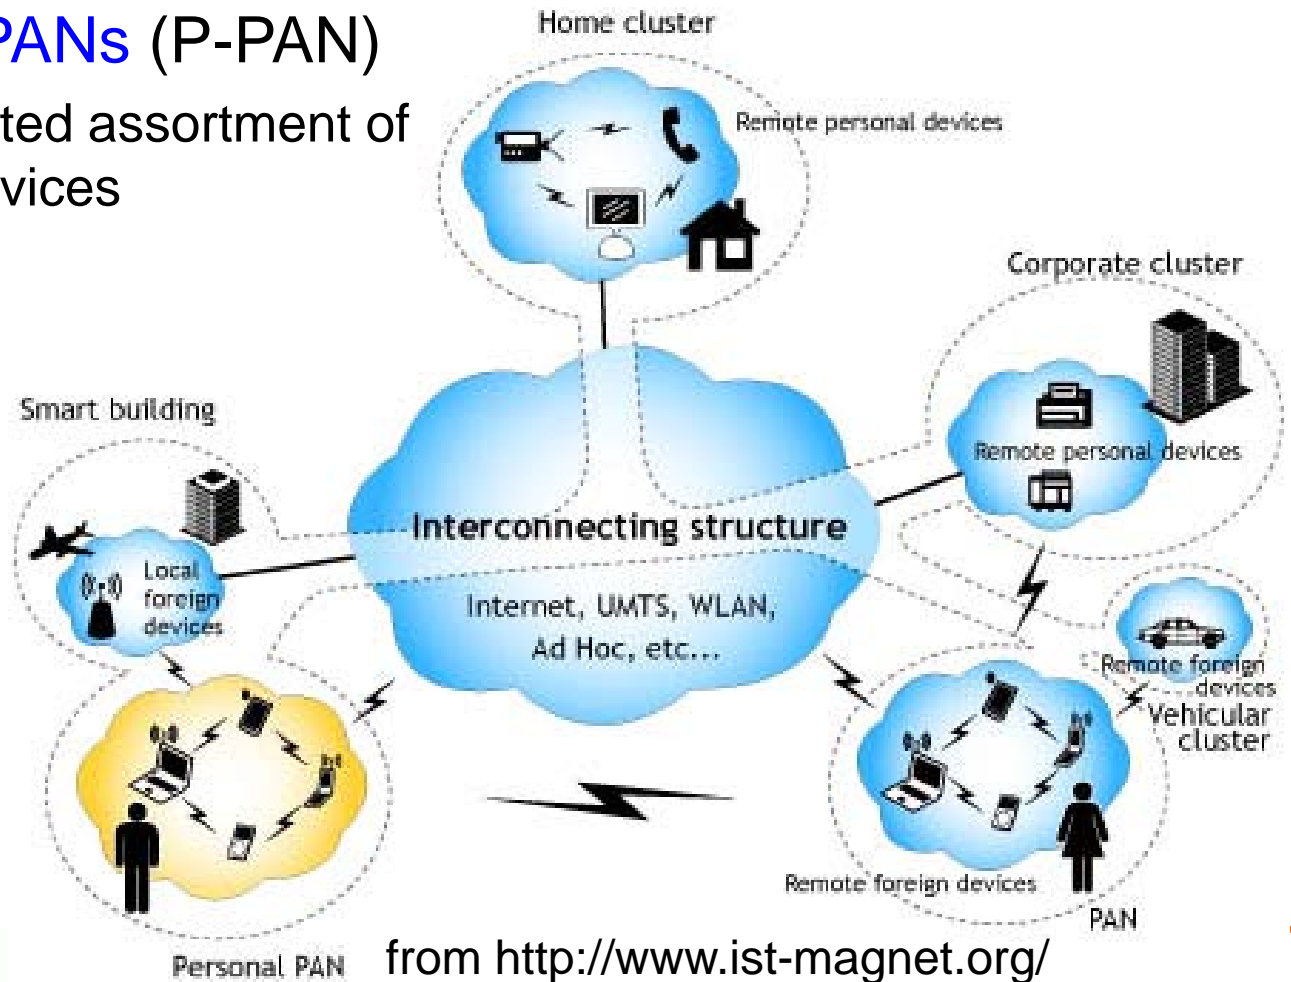 PANs (P-PAN)
ted assortment of
vices
Home cluster
Remote personal devices
Corporate cluster
Remote personal devices
Smart building
Local
foreign
devices
Interconnecting structure
Internet, UMTS, WLAN,
Ad Hoc, etc...
Remote foreign
devices
Vehicular
cluster
Remote foreign devices
PAN
Personal PAN
from http://www.ist-magnet.org/